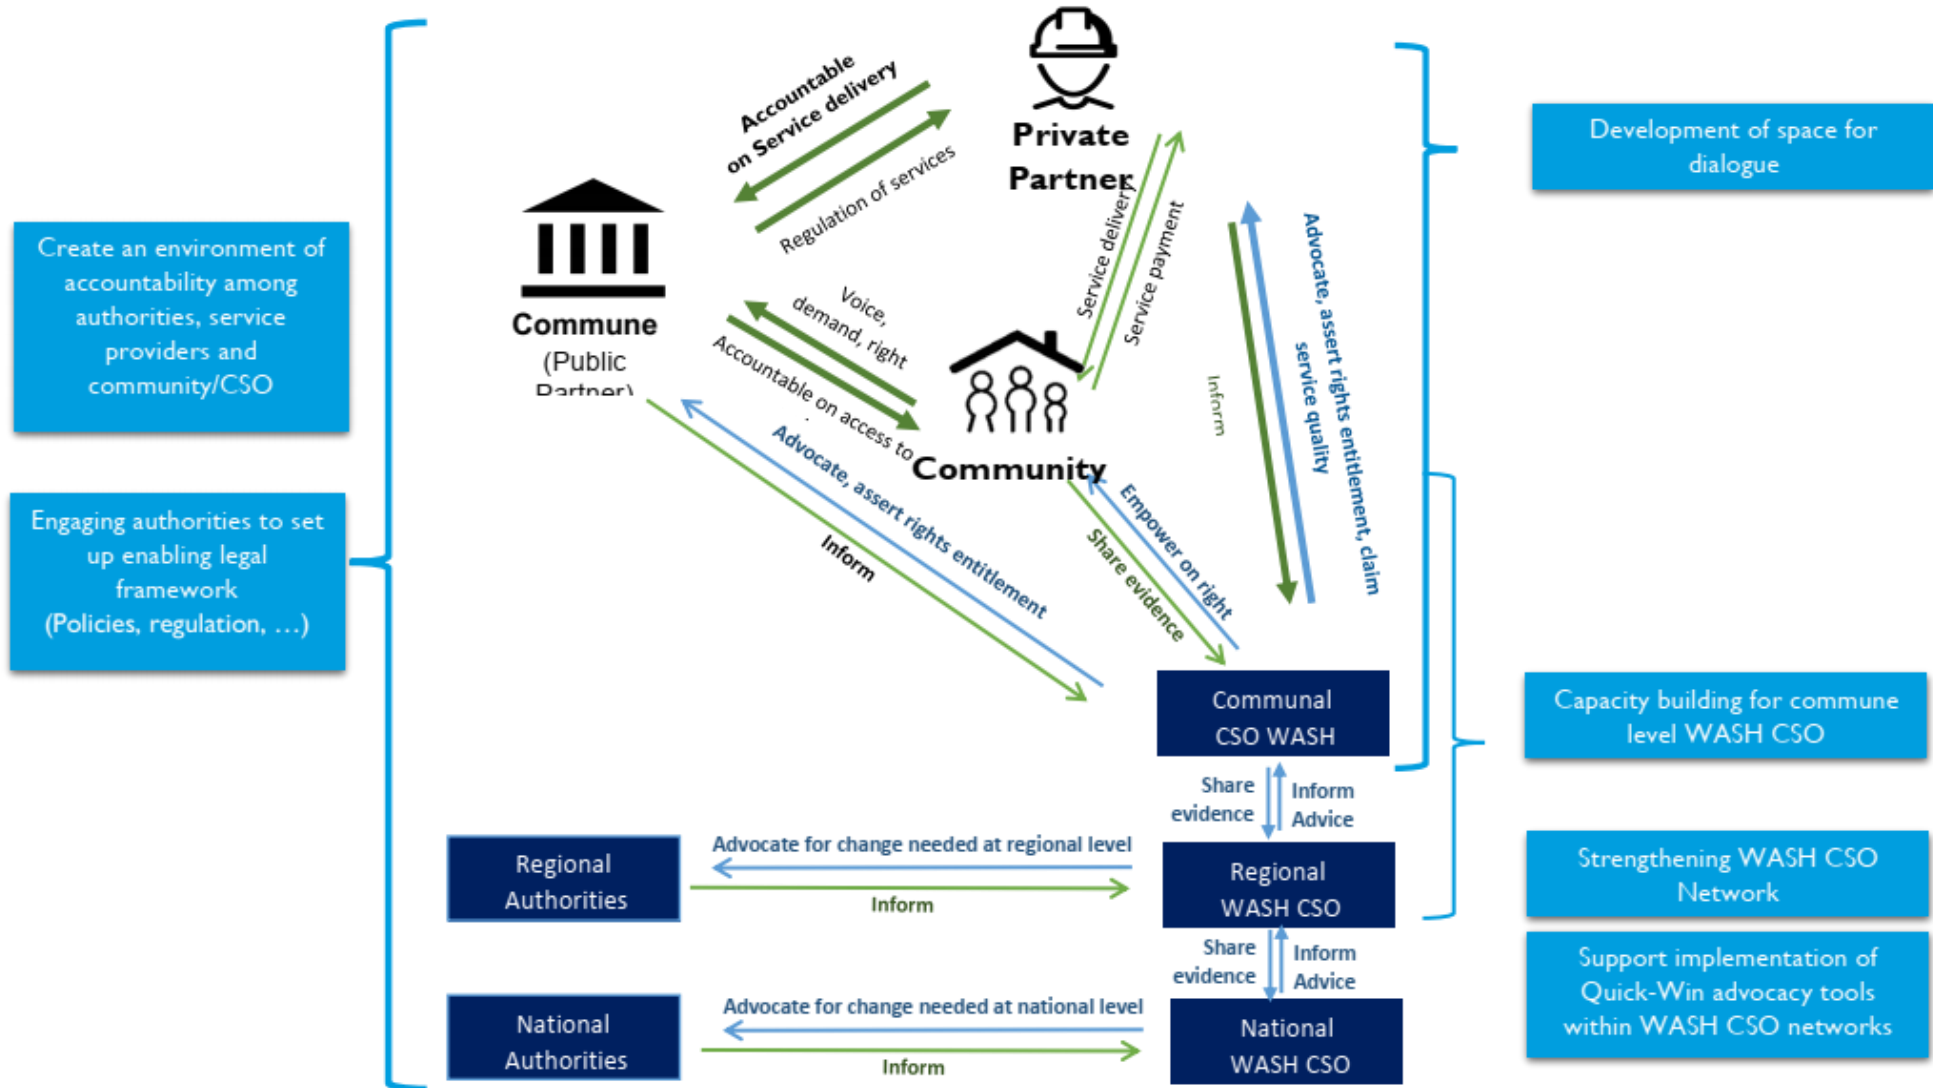 Accountable
on Service delivery
Regulation of services
Private
Partner
Service delivery
Service payment
Development of space for
dialogue
Create an environment of
accountability among
authorities, service
providers and
community/CSO
Commune
(Public
Partner)
Voice,
demand, right
Accountable on access to
Community
Inform
Advocate, assert rights entitlement, claim
service quality
Engaging authorities to set
up enabling legal
framework
(Policies, regulation, …)
Advocate, assert rights entitlement
Inform
Empower on right
Share evidence
Communal
CSO WASH
Capacity building for commune
level WASH CSO
Share
evidence
Inform
Advice
Regional
Authorities
Advocate for change needed at regional level
Inform
Regional
WASH CSO
Strengthening WASH CSO
Network
Share
evidence
Inform
Advice
Support implementation of
Quick-Win advocacy tools
within WASH CSO networks
National
Authorities
Advocate for change needed at national level
Inform
National
WASH CSO